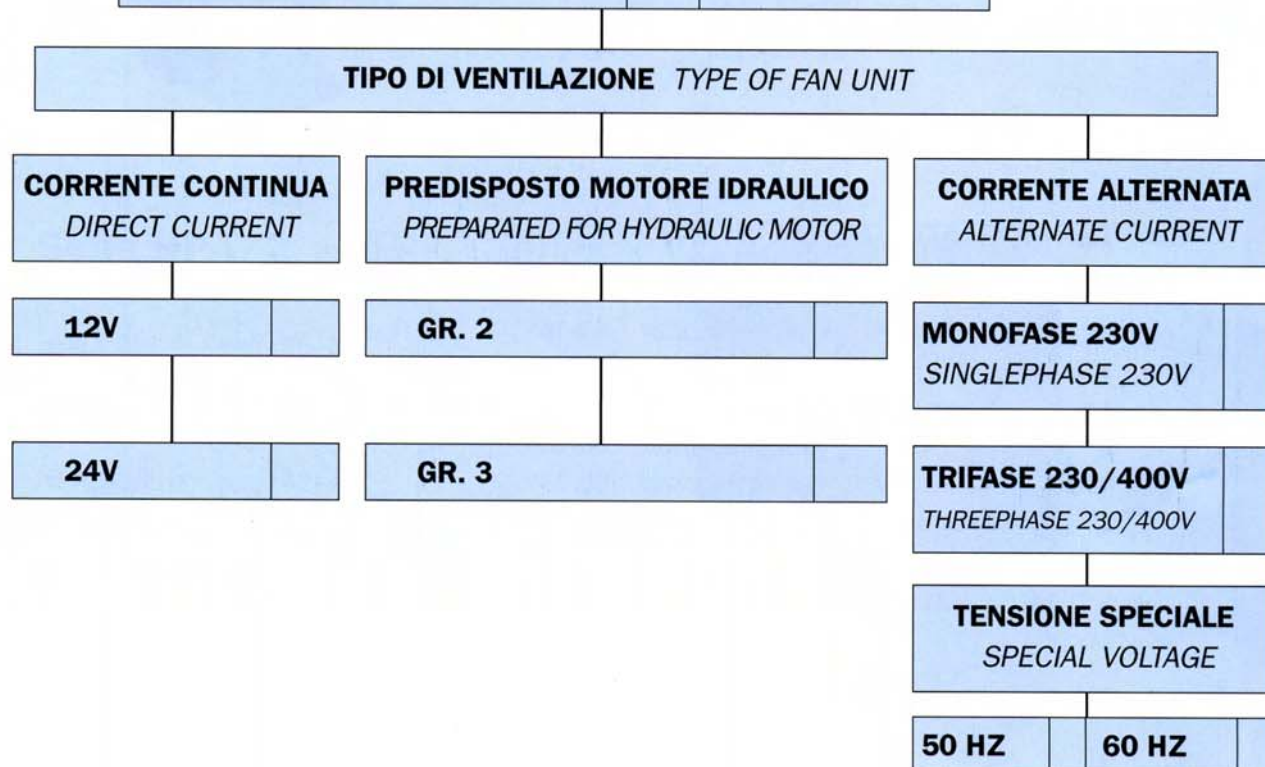 TIPO DI VENTILAZIONE TYPE OF FAN UNIT
CORRENTE CONTINUA
DIRECT CURRENT
12V
24V
PREDISPOSTO MOTORE IDRAULICO
PREPARATED FOR HYDRAULIC MOTOR
GR. 2
GR. 3
CORRENTE ALTERNATA
ALTERNATE CURRENT
MONOFASE 230V
SINGLEPHASE 230V
TRIFASE 230/400V
THREEPHASE 230/400V
TENSIONE SPECIALE
SPECIAL VOLTAGE
50 HZ 60 HZ